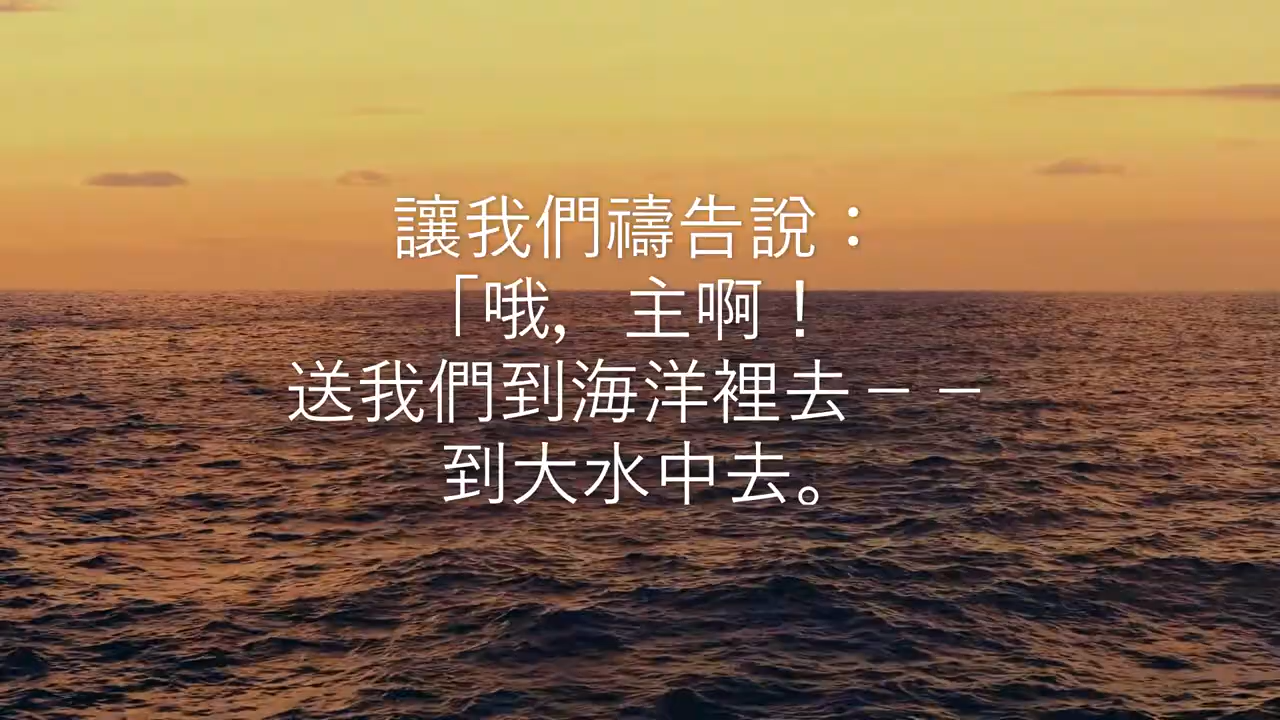 讓我們禱告說：
「哦， 主啊！
送我們到海洋裡去－－
到大水中去。